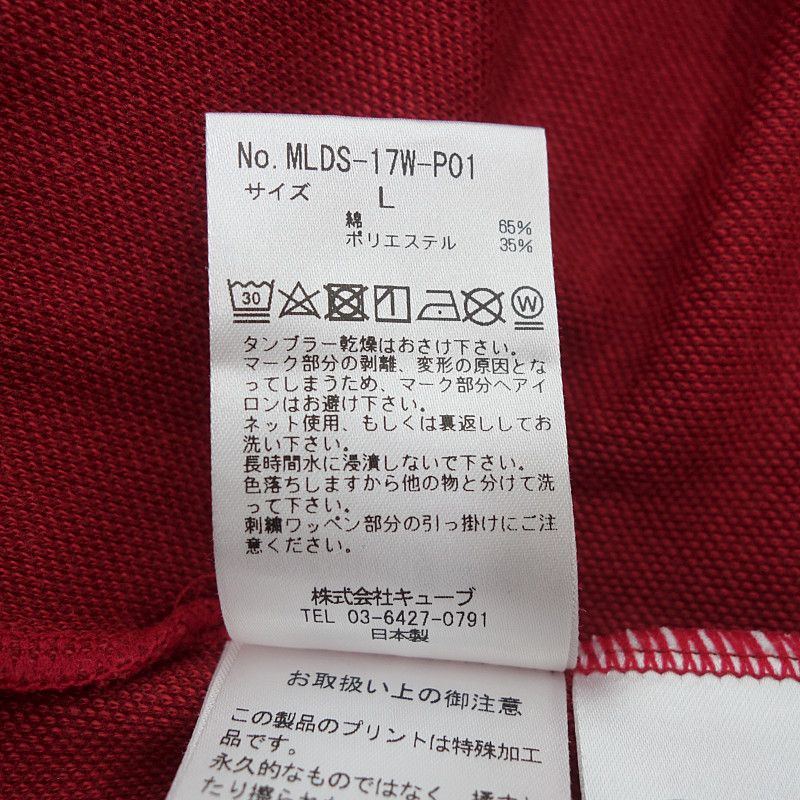 No. MLDS-17W-P01
サイズ L
綿 65%
ポリエステル 35%
30 W
タンブラー乾燥はおさけ下さい。
マーク部分の剥離、変形の原因とな
ってしまうため、マーク部分へアイ
ロンはお避け下さい。
ネット使用、もしくは裏返ししてお
洗い下さい。
長時間水に浸漬しないで下さい。
色落ちしますから他の物と分けて洗
って下さい。
刺繍ワッペン部分の引っ掛けにご注
意ください。
株式会社キューブ
TEL 03-6427-0791
日本製
お取扱い上の御注意
この製品のプリントは特殊加工
品です。
永久的なものではなく、
たり擦られ